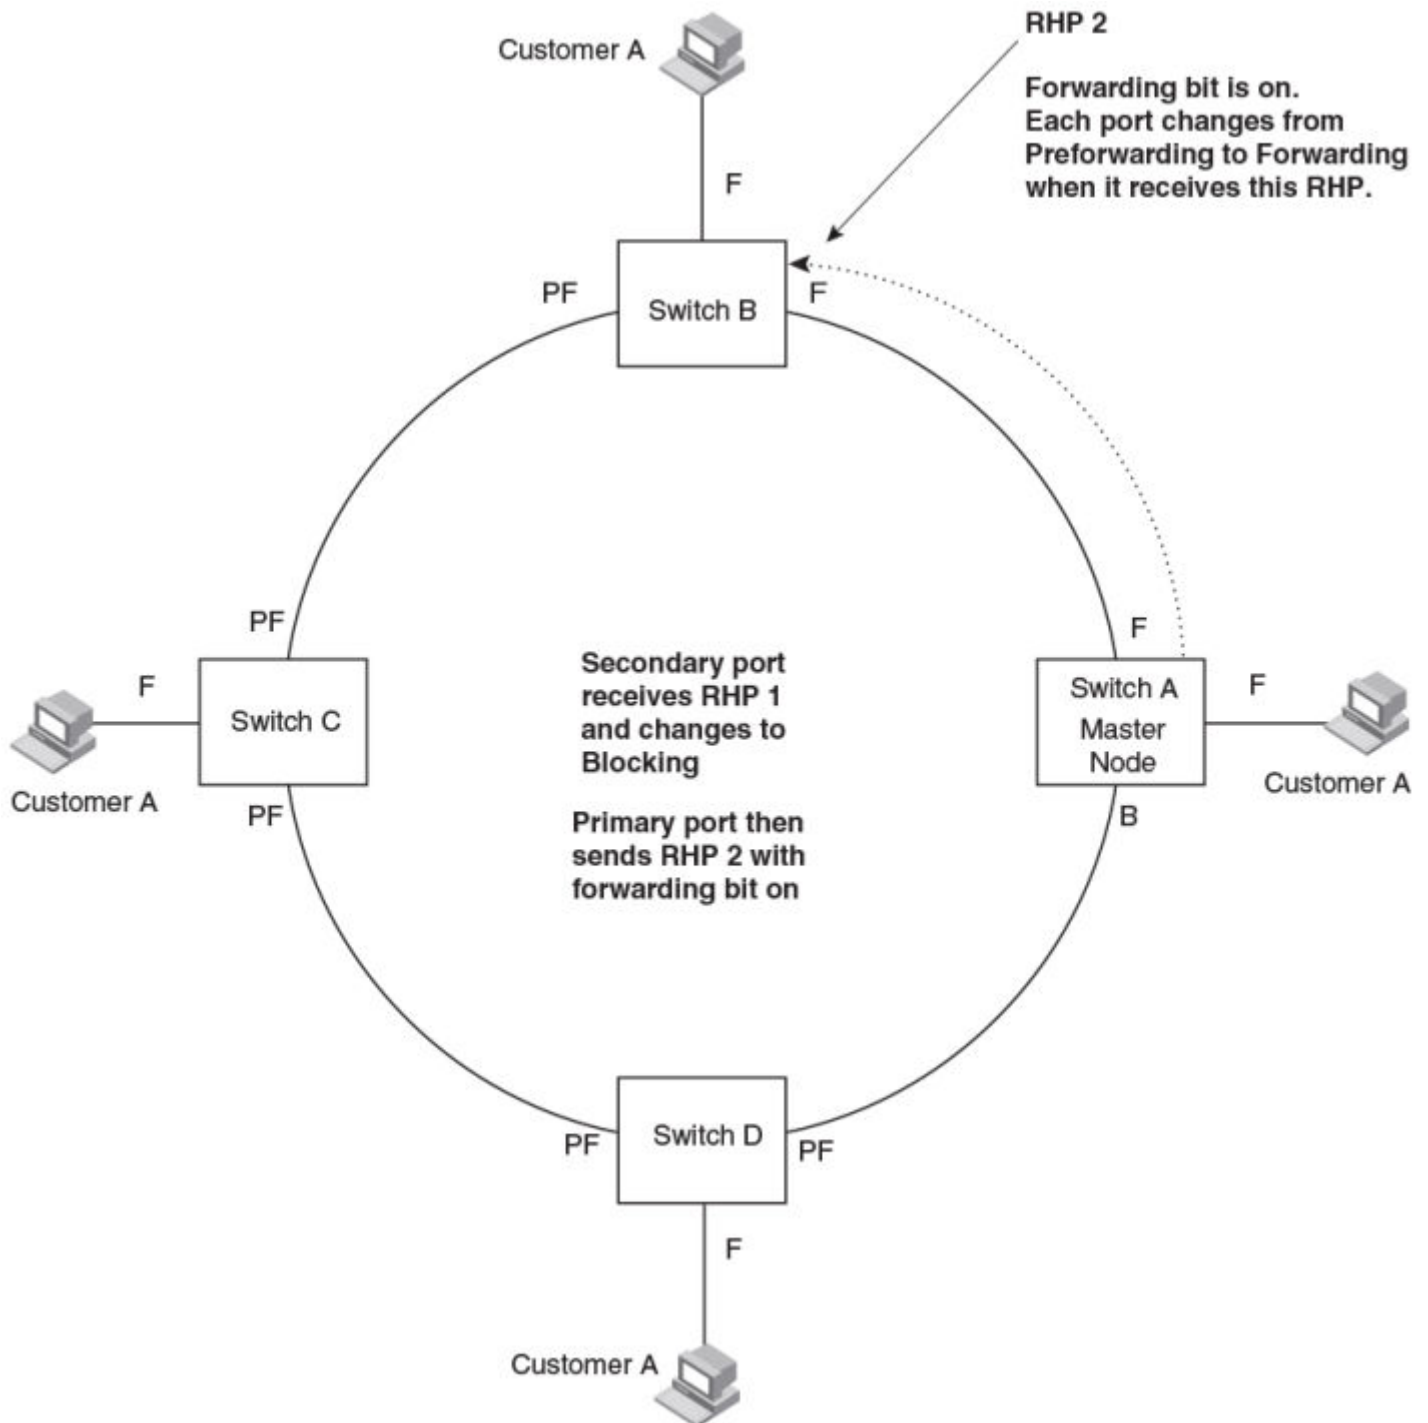 RHP 2
Customer A
Forwarding bit is on.
Each port changes from
Preforwarding to Forwarding
when it receives this RHP.
F
PF
Switch B
F
PF
F
Switch C
PF
Customer A
Secondary port
receives RHP 1
and changes to
Blocking
Primary port then
sends RHP 2 with
forwarding bit on
F
Switch A
Master
Node
F
B
Customer A
PF
Switch D
PF
F
Customer A